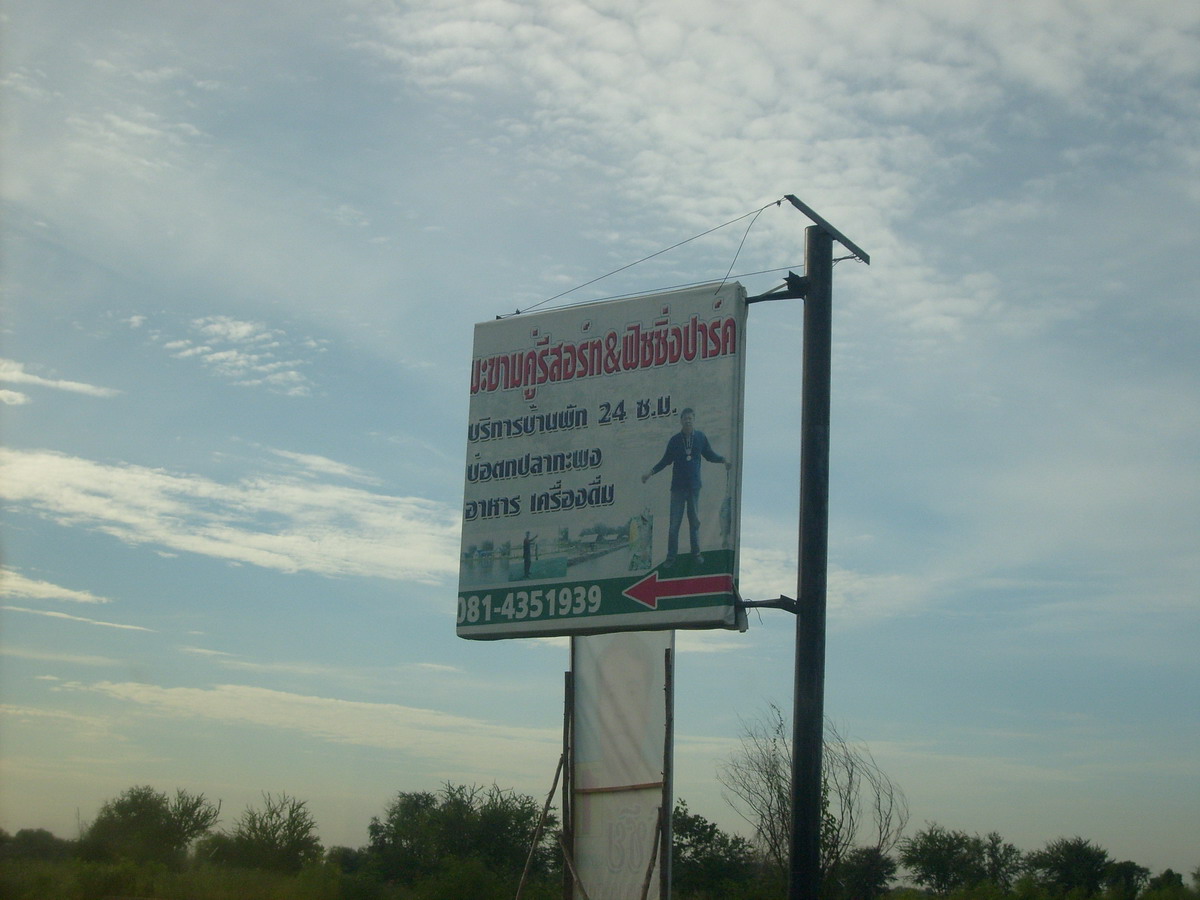 มะขามคู่รีสอร์ท&ฟิชชิ่งปาร์ค
บริการบ้านพัก 24 ช.ม.
บ่อตกปลากะพง
อาหาร เครื่องดื่ม
081-4351939